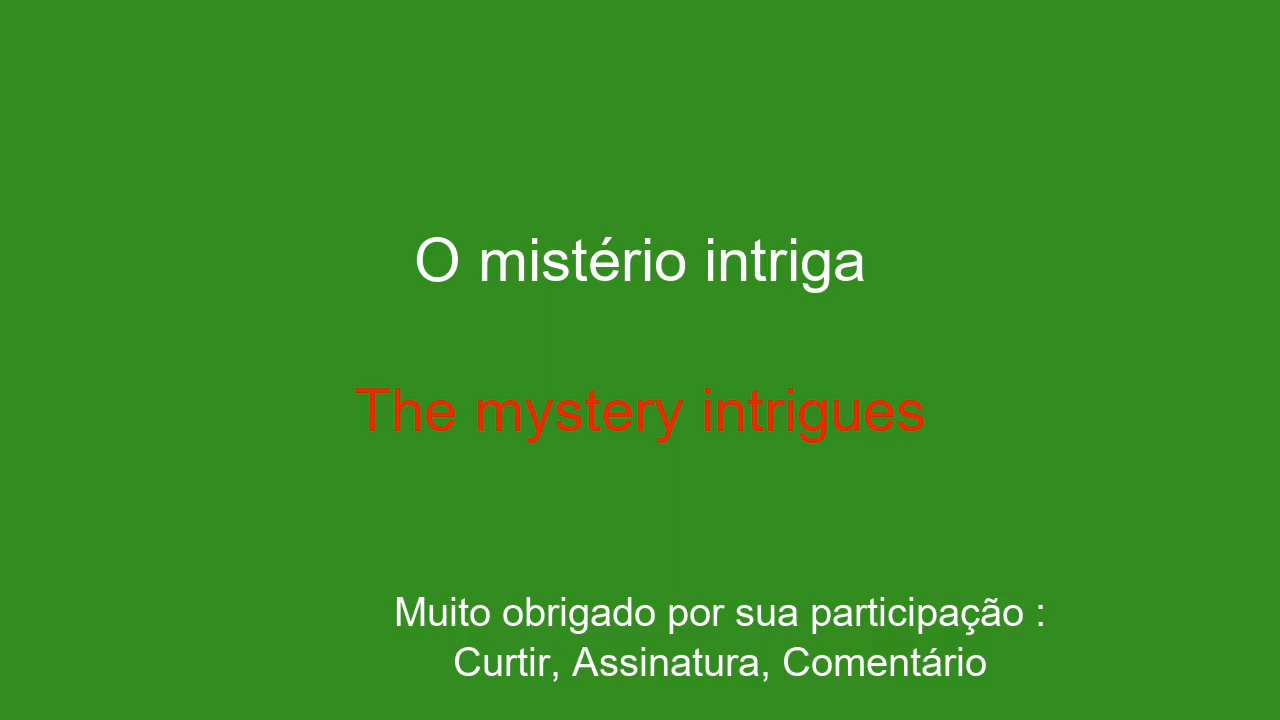 O mistério intriga
The mystery intrigues
Muito obrigado por sua participação :
Curtir, Assinatura, Comentário